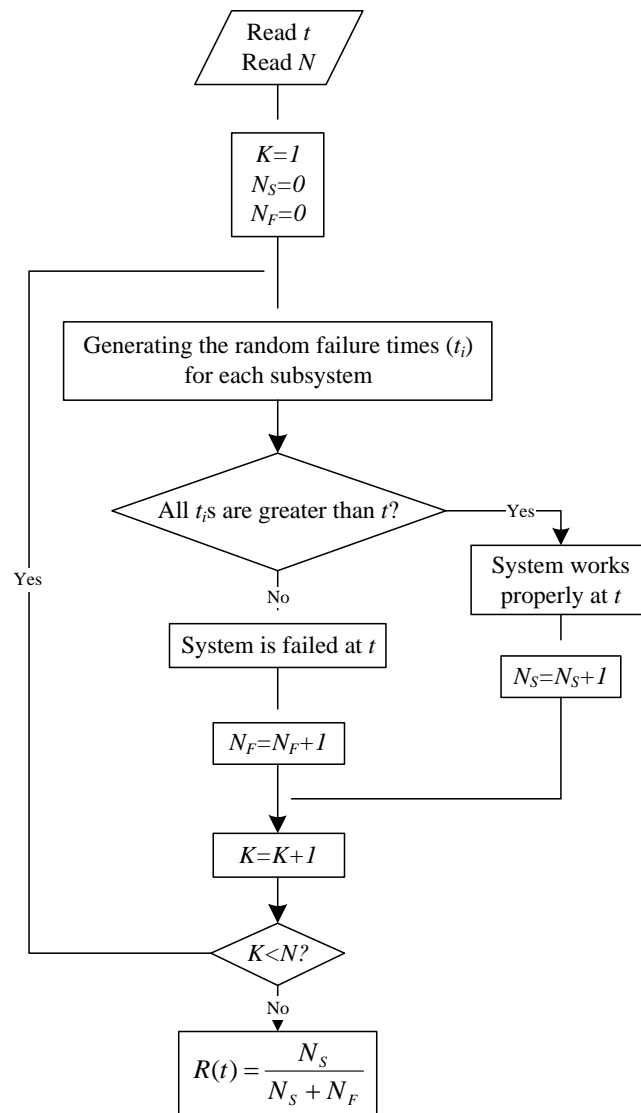 Read t
Read N
K=1
N_S=0
N_F=0
Generating the random failure times (t_i)
for each subsystem
All t_is are greater than t?
Yes
Yes
System works
properly at t
No
System is failed at t
N_S=N_S+1
N_F=N_F+1
K=K+1
K<N?
No
R(t) = N_S / (N_S + N_F)